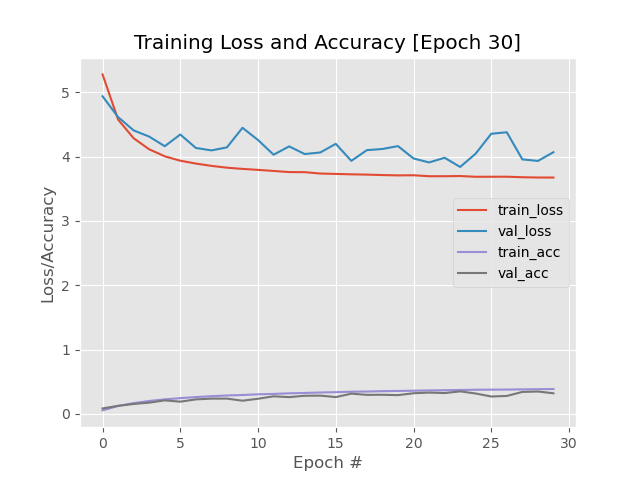 Training Loss and Accuracy [Epoch 30]
Loss/Accuracy
5
4
3
2
1
0
train_loss
val_loss
train_acc
val_acc
0 5 10 15 20 25 30
Epoch #